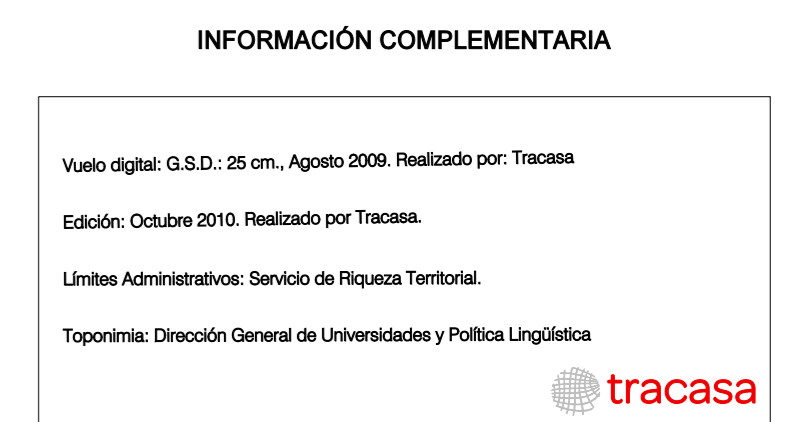 INFORMACIÓN COMPLEMENTARIA
Vuelo digital: G.S.D.: 25 cm., Agosto 2009. Realizado por: Tracasa
Edición: Octubre 2010. Realizado por Tracasa.
Límites Administrativos: Servicio de Riqueza Territorial.
Toponimia: Dirección General de Universidades y Política Lingüística
tracasa